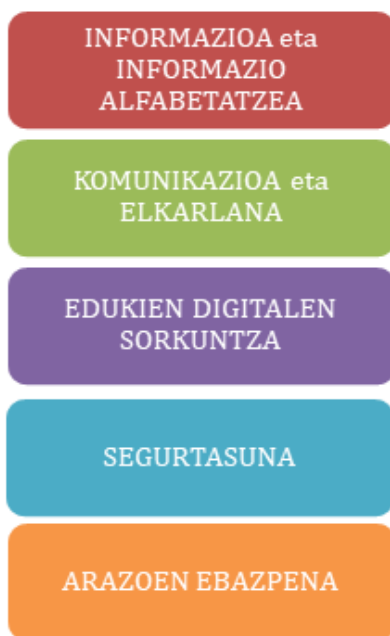 INFORMAZIOA eta
INFORMAZIO
ALFABETATZEA
KOMUNIKAZIOA eta
ELKARLANA
EDUKIEN DIGITALEN
SORKUNTZA
SEGURTASUNA
ARAZOEN EBAZPENA